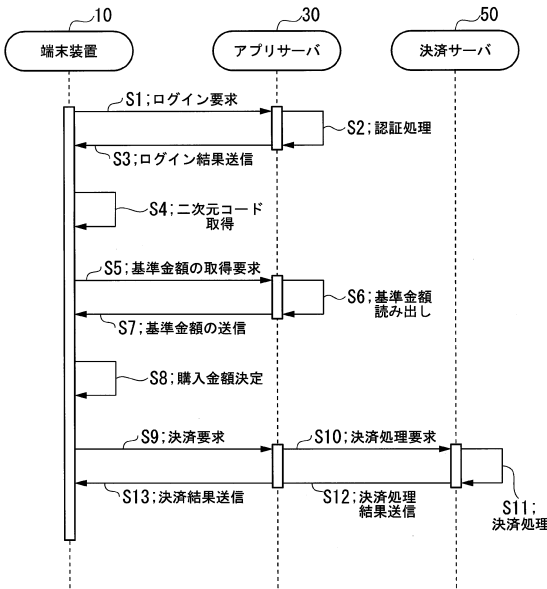 10
30
50
端末装置
アプリサーバ
決済サーバ
S1;ログイン要求
S2;認証処理
S3;ログイン結果送信
S4;二次元コード
取得
S5;基準金額の取得要求
S6;基準金額
読み出し
S7;基準金額の送信
S8;購入金額決定
S9;決済要求
S10;決済処理要求
S13;決済結果送信
S12;決済処理
結果送信
S11;
決済処理